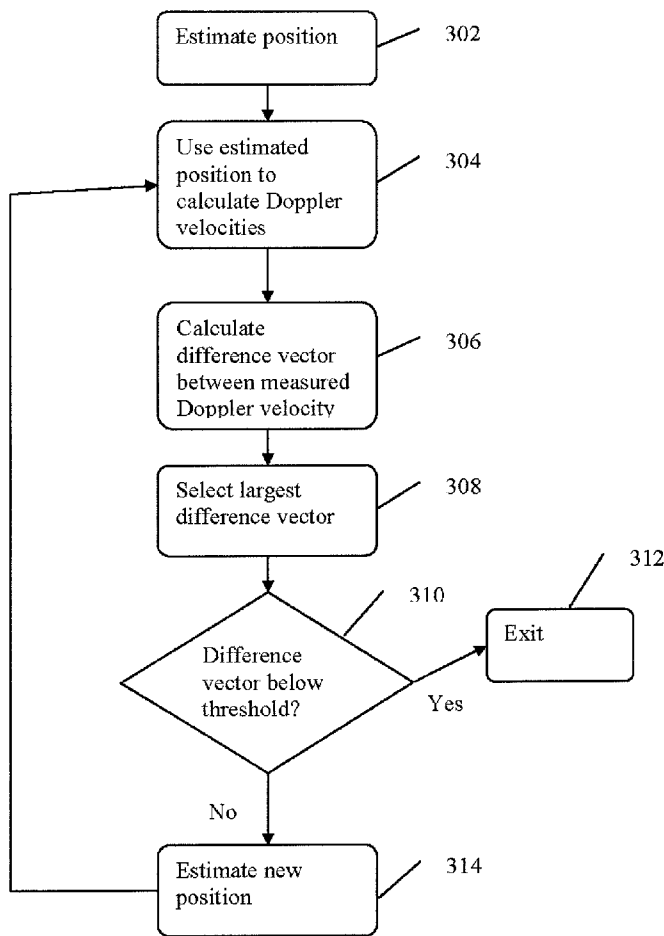 Estimate position
302
Use estimated
position to
calculate Doppler
velocities
304
Calculate
difference vector
between measured
Doppler velocity
306
Select largest
difference vector
308
310
312
Exit
Difference
vector below
threshold?
Yes
No
Estimate new
position
314